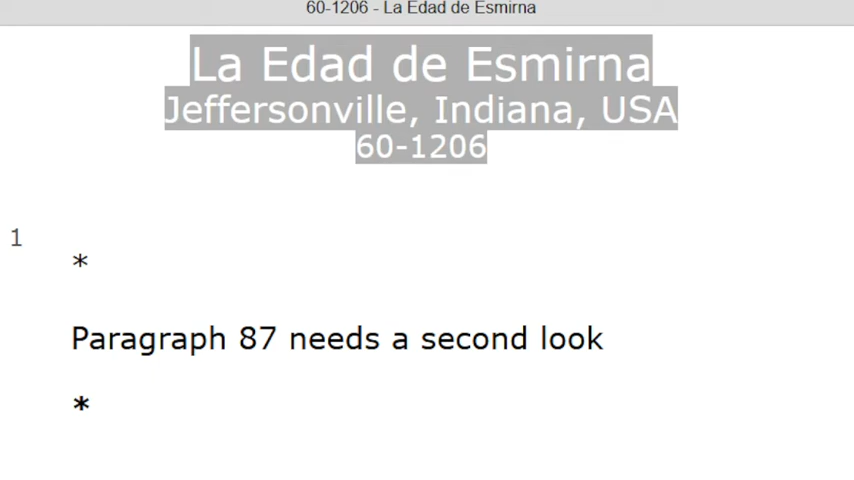 60-1206 - La Edad de Esmirna
La Edad de Esmirna
Jeffersonville, Indiana, USA
60-1206
1
*
Paragraph 87 needs a second look
*